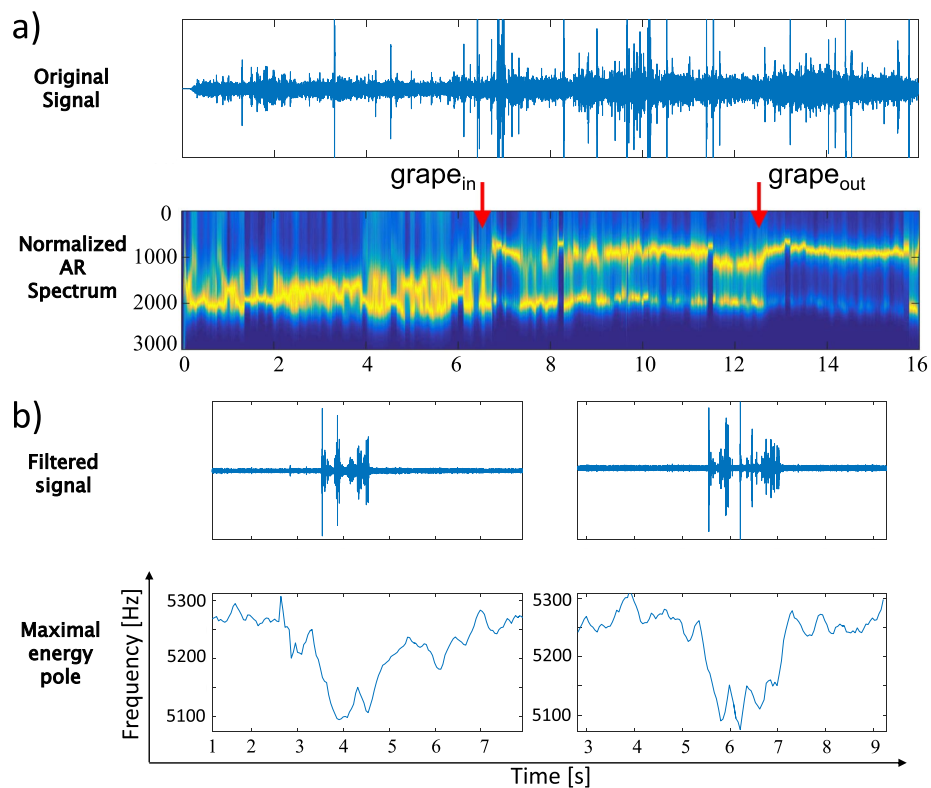 a)
Original
Signal
grape_in
grape_out
Normalized
AR
Spectrum
0
1000
2000
3000
0 2 4 6 8 10 12 14 16
b)
Filtered
signal
Maximal
energy
pole
Frequency [Hz]
5300
5200
5100
1 2 3 4 5 6 7
5300
5200
5100
3 4 5 6 7 8 9
Time [s]